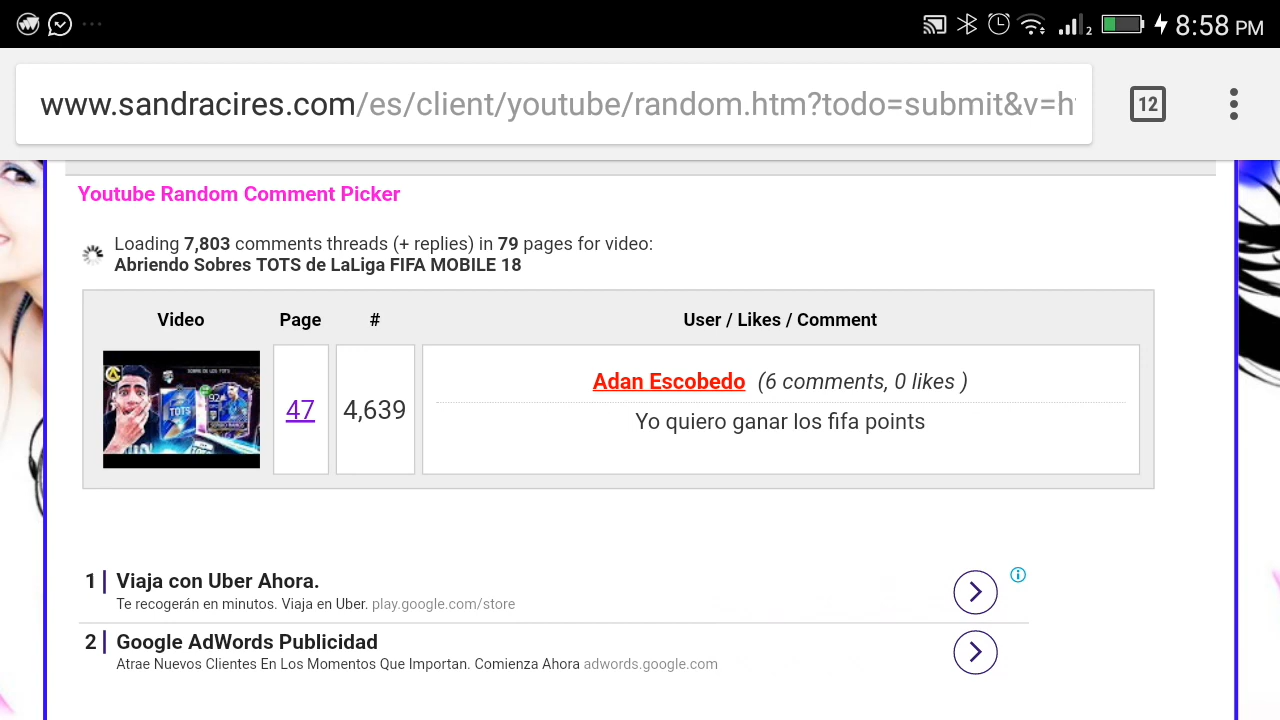 2
8:58 PM
www.sandracires.com/es/client/youtube/random.htm?todo=submit&v=h
12
Youtube Random Comment Picker
Loading 7,803 comments threads (+ replies) in 79 pages for video:
Abriendo Sobres TOTS de LaLiga FIFA MOBILE 18
Video Page # User / Likes / Comment
TOTS
92
47
4,639
Adan Escobedo (6 comments, 0 likes )
Yo quiero ganar los fifa points
1 Viaja con Uber Ahora.
Te recogerán en minutos. Viaja en Uber. play.google.com/store
2 Google AdWords Publicidad
Atrae Nuevos Clientes En Los Momentos Que Importan. Comienza Ahora adwords.google.com